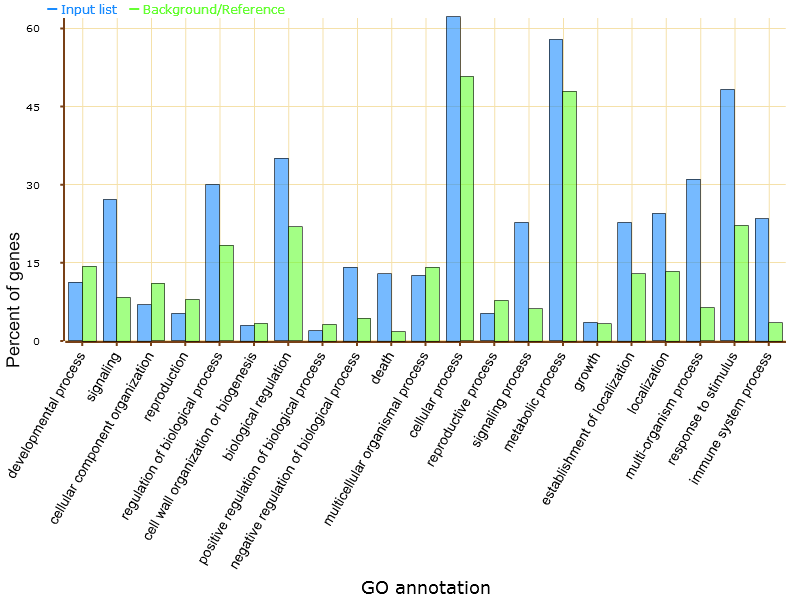 Input list Background/Reference
60
45
30
15
0
Percent of genes
developmental process
signaling
cellular component organization
reproduction
regulation of biological process
cell wall organization or biogenesis
biological regulation
positive regulation of biological process
negative regulation of biological process
death
multicellular organismal process
cellular process
reproductive process
signaling process
metabolic process
growth
establishment of localization
localization
multi-organism process
response to stimulus
immune system process
GO annotation